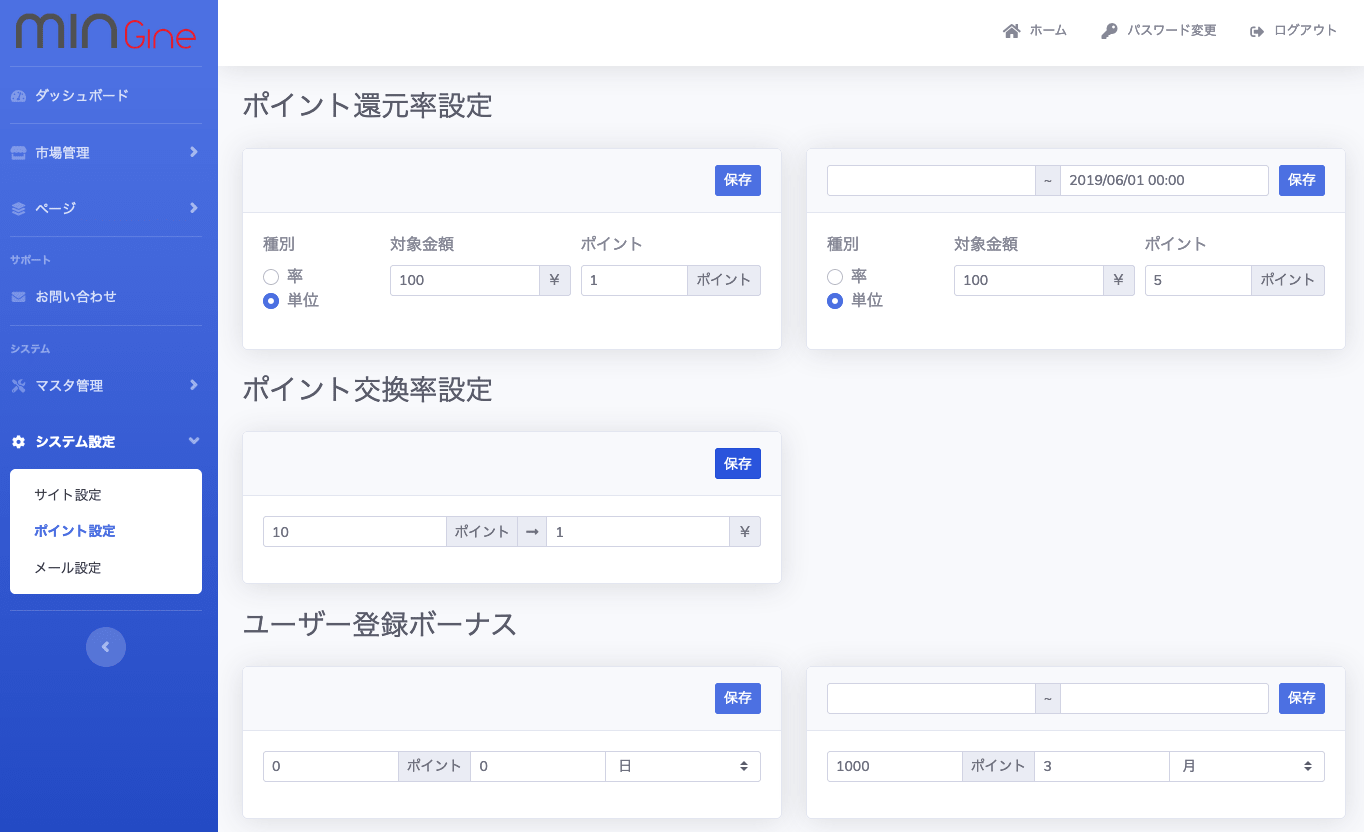 MINGine
ホーム
パスワード変更
ログアウト
ダッシュボード
市場管理
ページ
サポート
お問い合わせ
システム
マスタ管理
システム設定
サイト設定
ポイント設定
メール設定
ポイント還元率設定
保存
種別 対象金額 ポイント
率
単位
100 ¥ 1 ポイント
~ 2019/06/01 00:00 保存
種別 対象金額 ポイント
率
単位
100 ¥ 5 ポイント
ポイント交換率設定
保存
10 ポイント → 1 ¥
ユーザー登録ボーナス
保存
0 ポイント 0 日
~ 保存
1000 ポイント 3 月